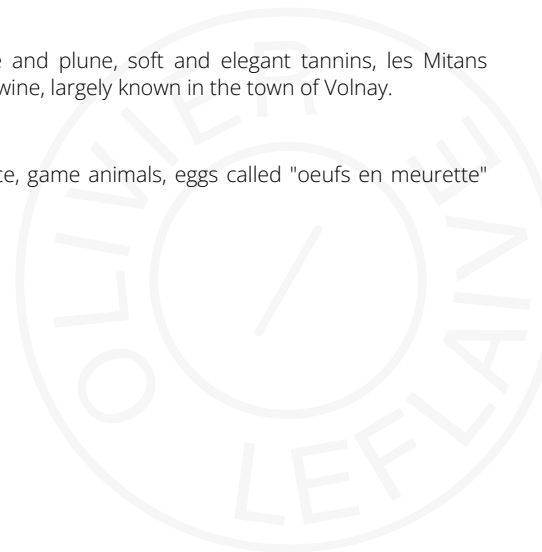 and plune, soft and elegant tannins, les Mitans
wine, largely known in the town of Volnay.
game animals, eggs called "oeufs en meurette"
OLIVIER
LEFLAIVE